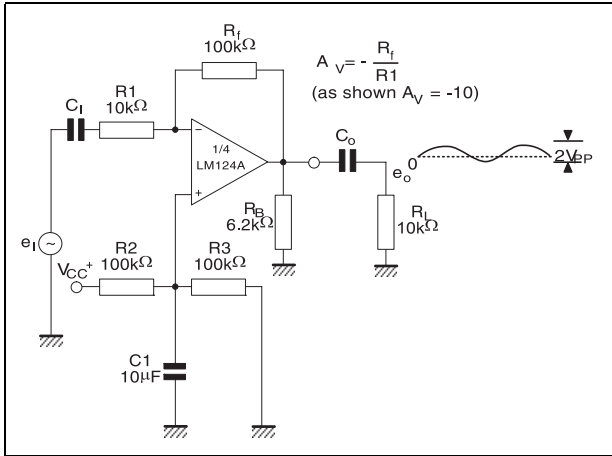 Rf
100kΩ
A V = - Rf
R1
(as shown AV = -10)
R1
10kΩ
CI
1/4
LM124A
−
+
CO
eo
0
2VPP
RB
6.2kΩ
RL
10kΩ
eI
~
VCC+
R2
100kΩ
R3
100kΩ
C1
10µF